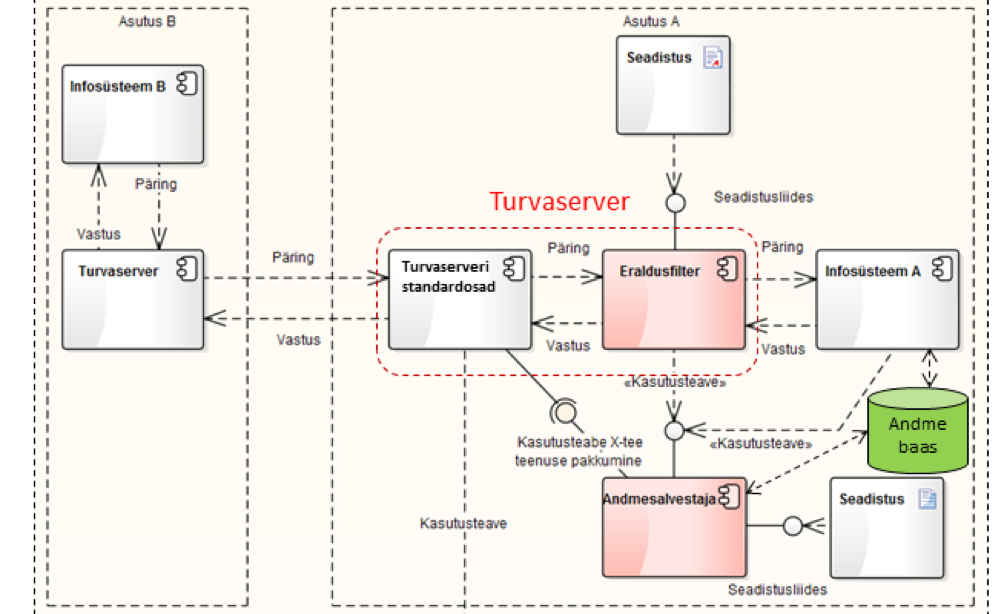 Asutus B
Asutus A
Seadistus
Infosüsteem B
Päring
Vastus
Seadistusliides
Turvaserver
Turvaserver
Päring
Vastus
Turvaserveri
standardosad
Päring
Vastus
Eraldusfilter
Päring
Vastus
Infosüsteem A
«Kasutusteave»
«Kasutusteave»
Andme
baas
Kasutusteabe X-tee
teenuse pakkumine
Andmesalvestaja
Seadistus
Kasutusteave
Seadistusliides